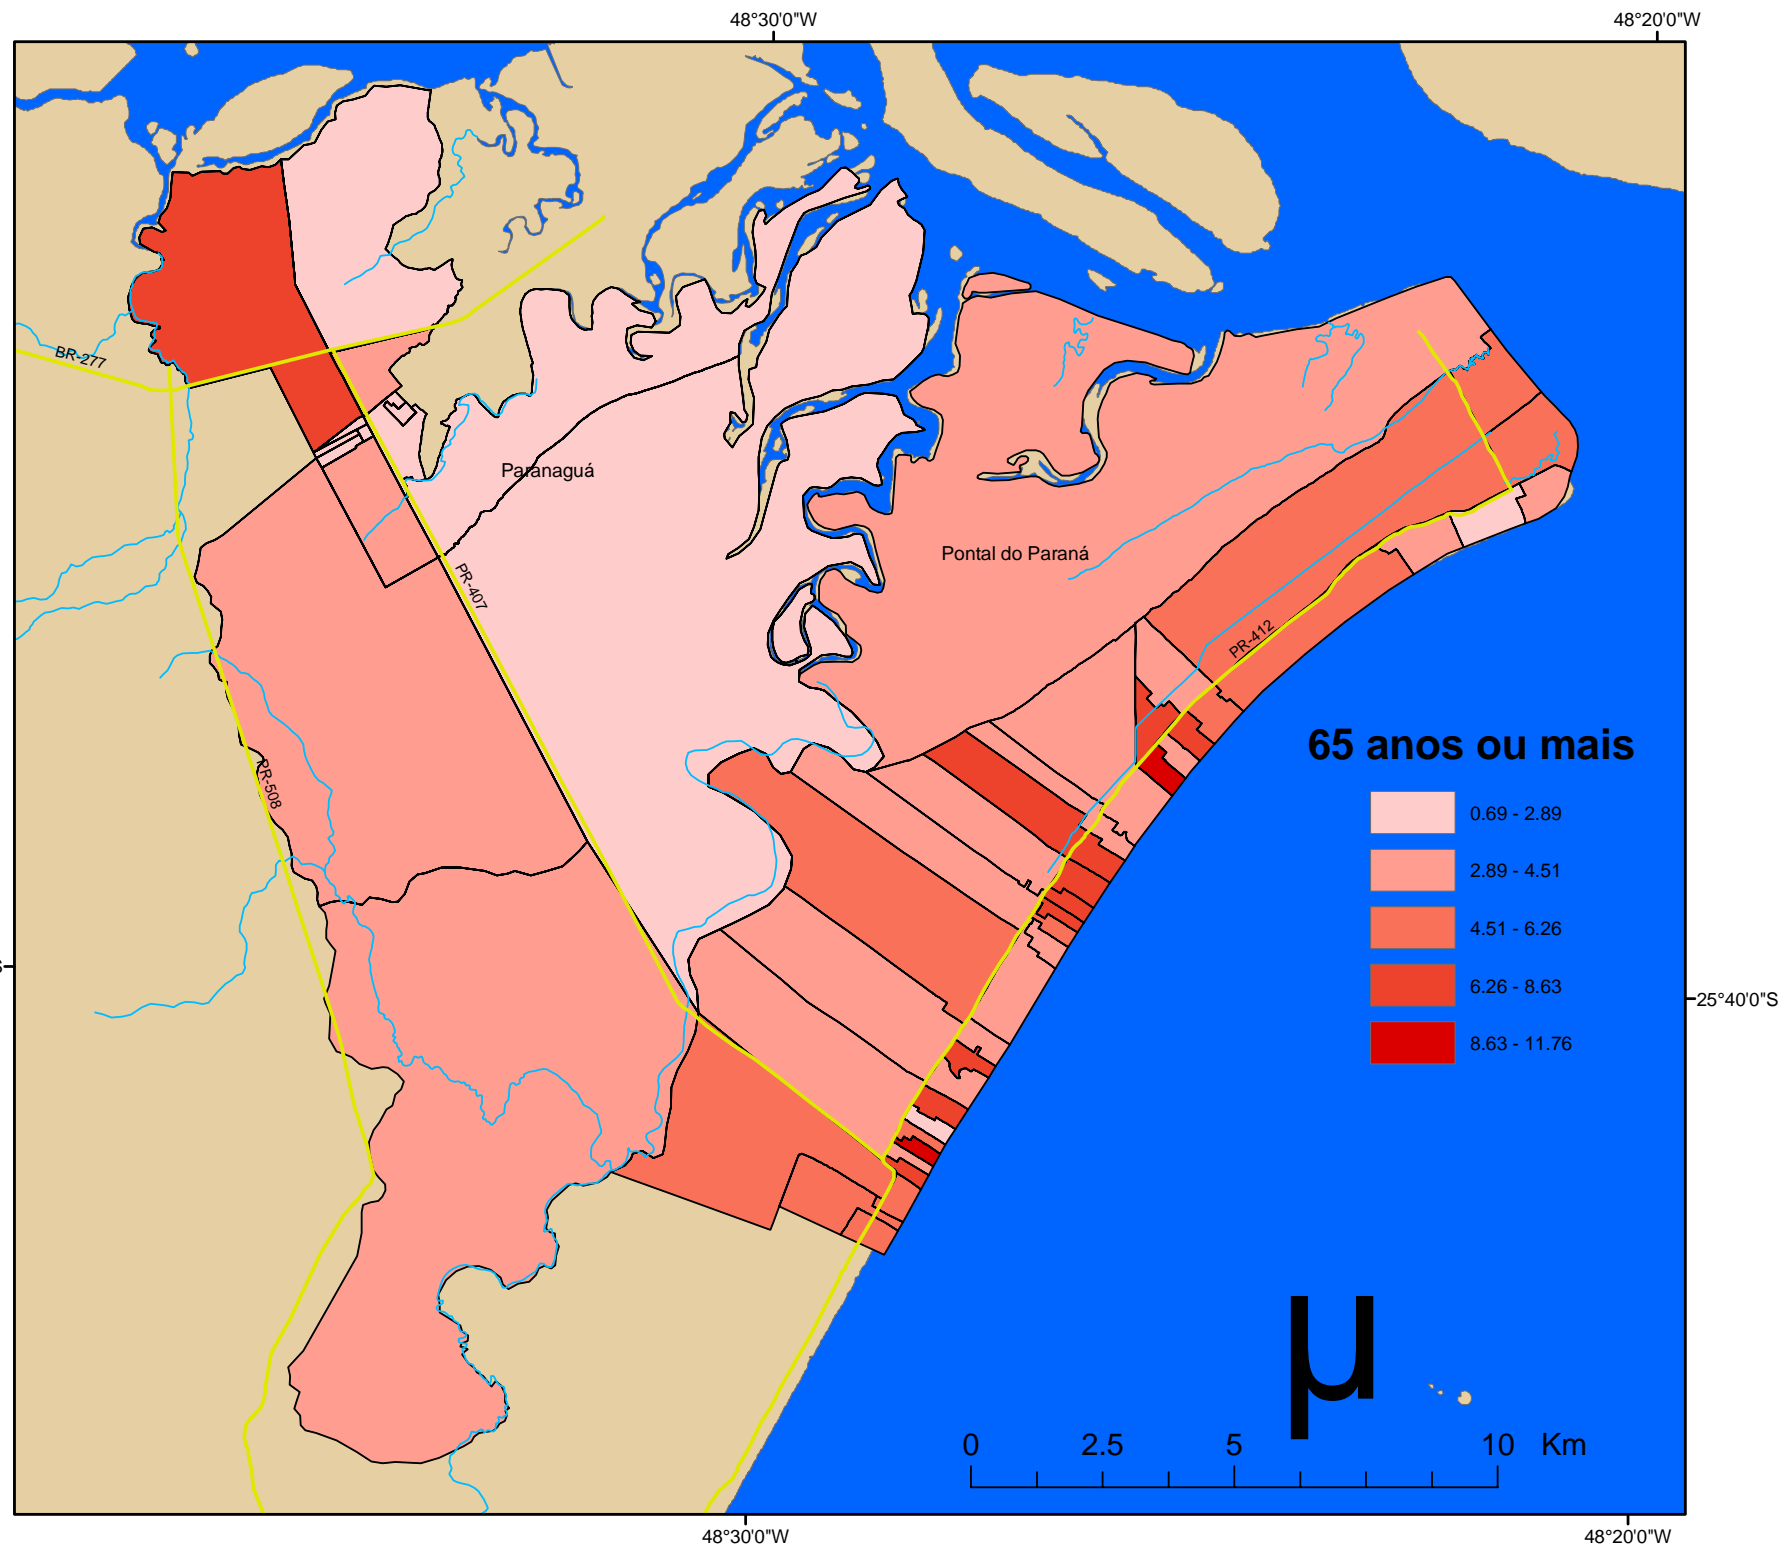 48°30'0"W
48°20'0"W
BR-277
Paranaguá
Pontal do Paraná
PR-407
PR-412
65 anos ou mais
PR-508
0.69 - 2.89
2.89 - 4.51
4.51 - 6.26
6.26 - 8.63
8.63 - 11.76
25°40'0"S
µ
0 2.5 5 10 Km
48°30'0"W
48°20'0"W